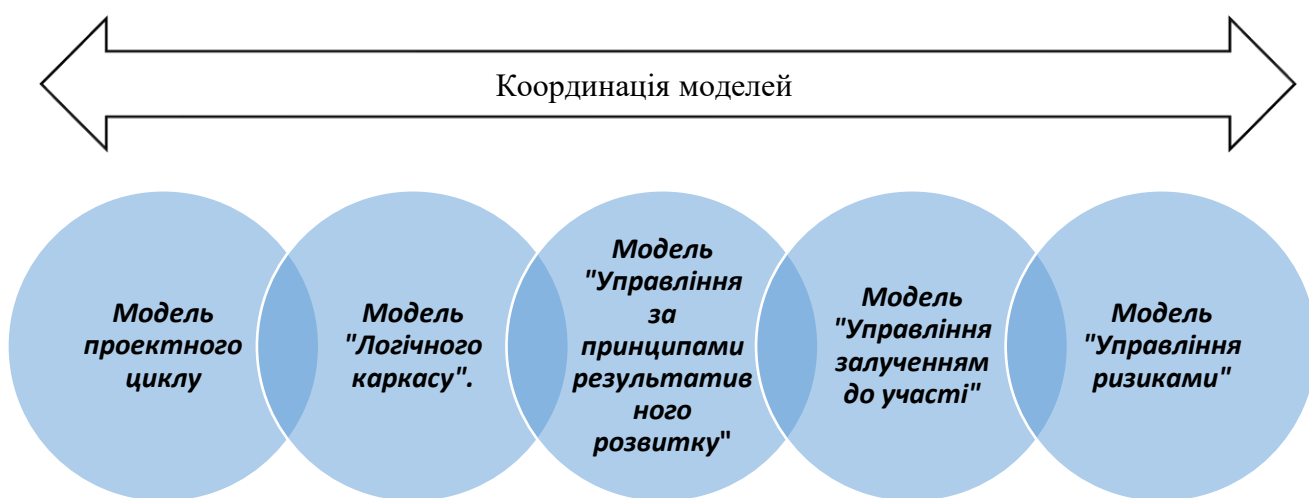 Координація моделей
Модель
проектного
циклу
Модель
"Логічного
каркасу".
Модель
"Управління
за
принципами
результатив
ного
розвитку"
Модель
"Управління
залученням
до участі"
Модель
"Управління
ризиками"